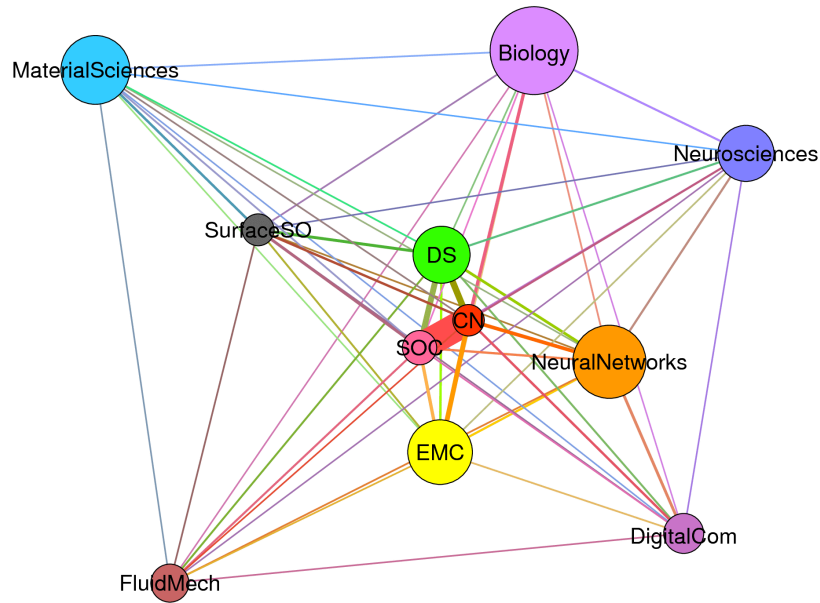 Biology
MaterialSciences
Neurosciences
SurfaceSO
DS
CN
SOC
NeuralNetworks
EMC
DigitalCom
FluidMech